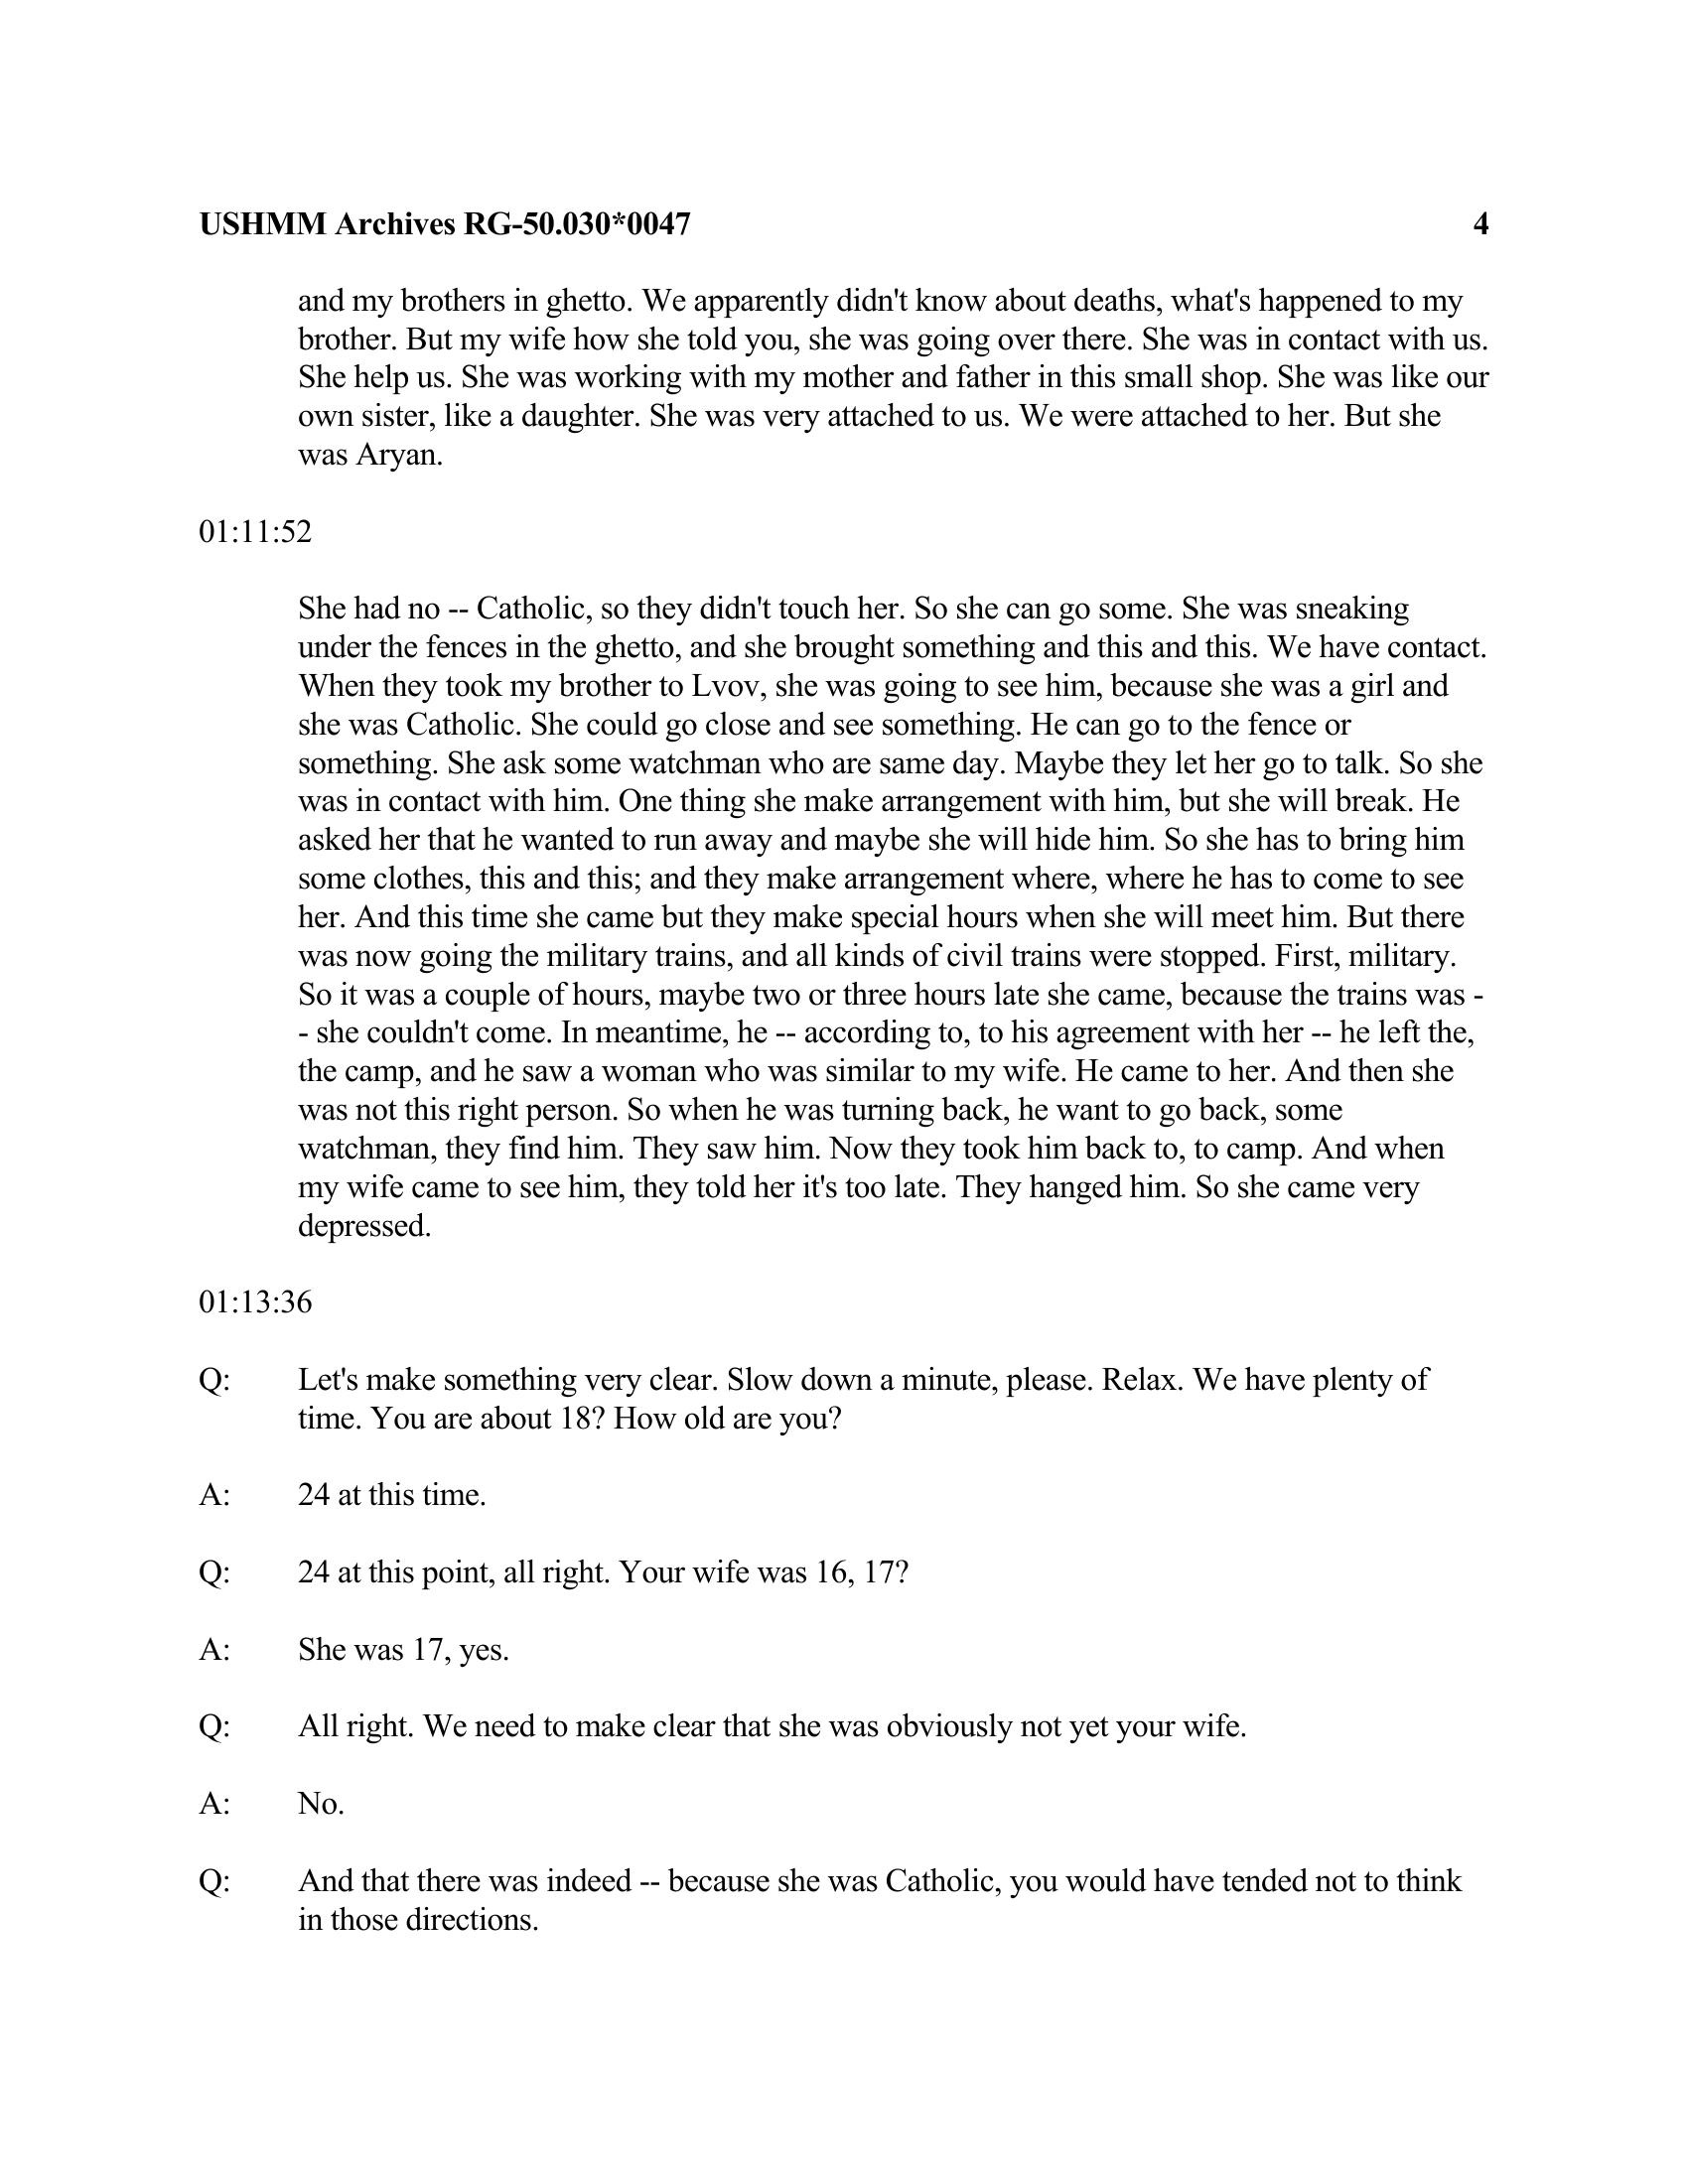 USHMM Archives RG-50.030*0047 4
and my brothers in ghetto. We apparently didn't know about deaths, what's happened to my
brother. But my wife how she told you, she was going over there. She was in contact with us.
She help us. She was working with my mother and father in this small shop. She was like our
own sister, like a daughter. She was very attached to us. We were attached to her. But she
was Aryan.
01:11:52
She had no -- Catholic, so they didn't touch her. So she can go some. She was sneaking
under the fences in the ghetto, and she brought something and this and this. We have contact.
When they took my brother to Lvov, she was going to see him, because she was a girl and
she was Catholic. She could go close and see something. He can go to the fence or
something. She ask some watchman who are same day. Maybe they let her go to talk. So she
was in contact with him. One thing she make arrangement with him, but she will break. He
asked her that he wanted to run away and maybe she will hide him. So she has to bring him
some clothes, this and this; and they make arrangement where, where he has to come to see
her. And this time she came but they make special hours when she will meet him. But there
was now going the military trains, and all kinds of civil trains were stopped. First, military.
So it was a couple of hours, maybe two or three hours late she came, because the trains was -
- she couldn't come. In meantime, he -- according to, to his agreement with her -- he left the,
the camp, and he saw a woman who was similar to my wife. He came to her. And then she
was not this right person. So when he was turning back, he want to go back, some
watchman, they find him. They saw him. Now they took him back to, to camp. And when
my wife came to see him, they told her it's too late. They hanged him. So she came very
depressed.
01:13:36
Q: Let's make something very clear. Slow down a minute, please. Relax. We have plenty of
time. You are about 18? How old are you?
A: 24 at this time.
Q: 24 at this point, all right. Your wife was 16, 17?
A: She was 17, yes.
Q: All right. We need to make clear that she was obviously not yet your wife.
A: No.
Q: And that there was indeed -- because she was Catholic, you would have tended not to think
in those directions.